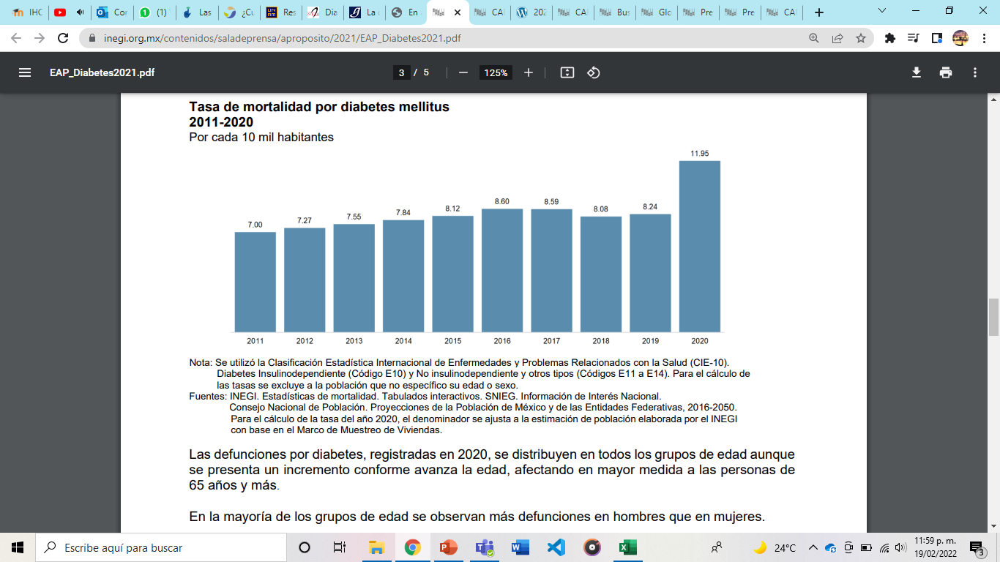 IHC
(1)
Cor
(1)
Las
¿Cu
UNAM
Res
Dia
La c
En
CAI
202
CAI
Bus
Glo
Pre
Pre
CAI
inegi.org.mx/contenidos/saladeprensa/aproposito/2021/EAP_Diabetes2021.pdf
EAP_Diabetes2021.pdf
3 / 5
125%
Tasa de mortalidad por diabetes mellitus
2011-2020
Por cada 10 mil habitantes
7.00 7.27 7.55 7.84 8.12 8.60 8.59 8.08 8.24 11.95
2011 2012 2013 2014 2015 2016 2017 2018 2019 2020
Nota: Se utilizó la Clasificación Estadística Internacional de Enfermedades y Problemas Relacionados con la Salud (CIE-10).
Diabetes Insulinodependiente (Código E10) y No insulinodependiente y otros tipos (Códigos E11 a E14). Para el cálculo de
las tasas se excluye a la población que no específico su edad o sexo.
Fuentes: INEGI. Estadísticas de mortalidad. Tabulados interactivos. SNIEG. Información de Interés Nacional.
Consejo Nacional de Población. Proyecciones de la Población de México y de las Entidades Federativas, 2016-2050.
Para el cálculo de la tasa del año 2020, el denominador se ajusta a la estimación de población elaborada por el INEGI
con base en el Marco de Muestreo de Viviendas.
Las defunciones por diabetes, registradas en 2020, se distribuyen en todos los grupos de edad aunque
se presenta un incremento conforme avanza la edad, afectando en mayor medida a las personas de
65 años y más.
En la mayoría de los grupos de edad se observan más defunciones en hombres que en mujeres.
Escribe aquí para buscar
24°C
11:59 p. m.
19/02/2022
3